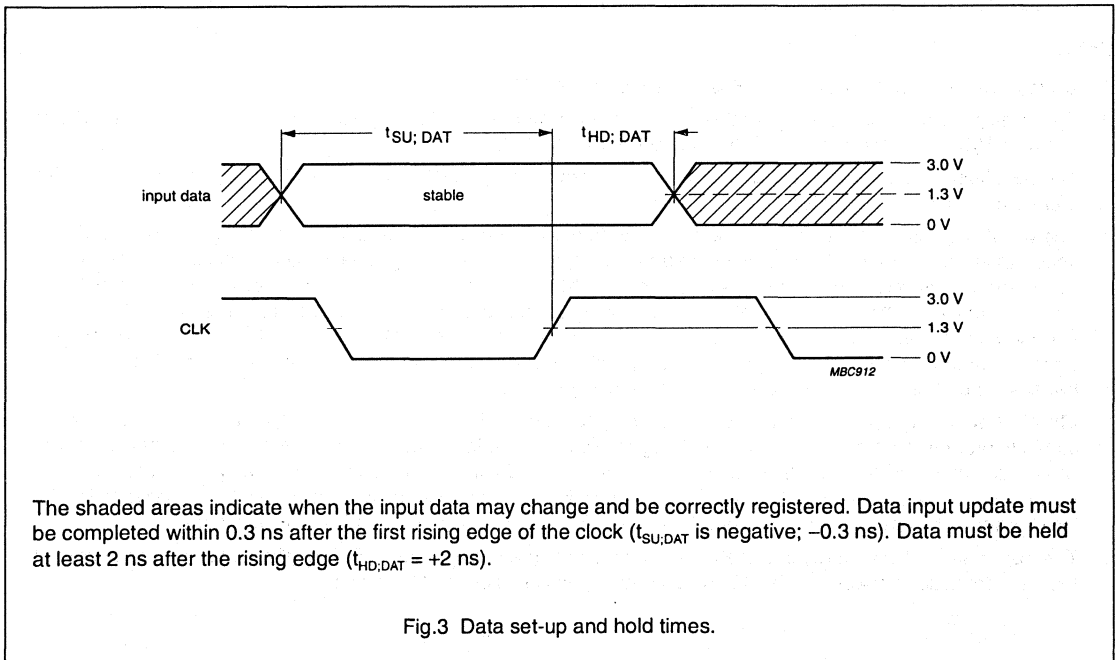 tSU; DAT
tHD; DAT
input data
stable
3.0 V
1.3 V
0 V
CLK
3.0 V
1.3 V
0 V
MBC912
The shaded areas indicate when the input data may change and be correctly registered. Data input update must
be completed within 0.3 ns after the first rising edge of the clock (tSU;DAT is negative; −0.3 ns). Data must be held
at least 2 ns after the rising edge (tHD;DAT = +2 ns).
Fig.3 Data set-up and hold times.